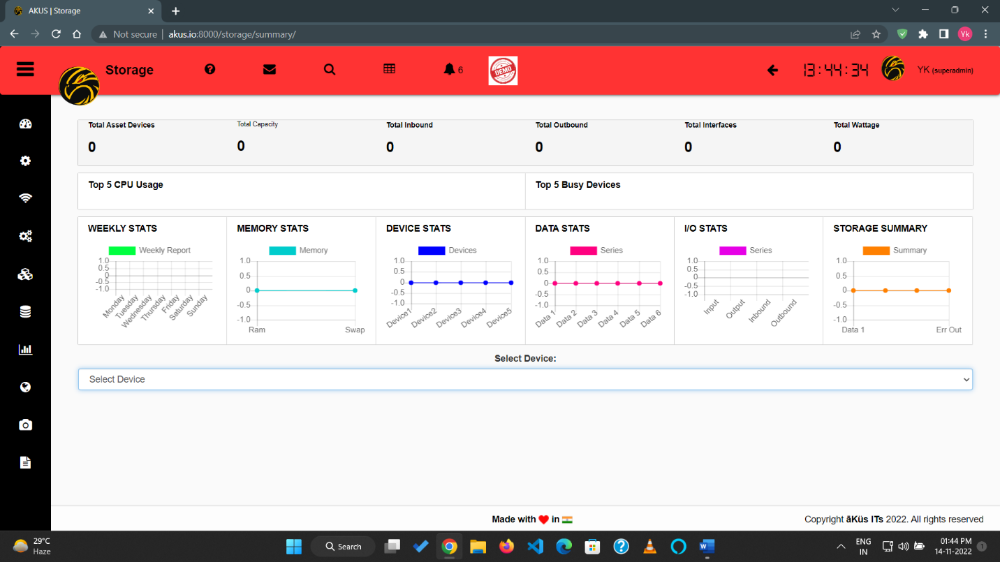 AKUS | Storage
Not secure | akus.io:8000/storage/summary/
Yk
Storage
6
DEMO
13:44:34
YK (superadmin)
Total Asset Devices
0
Total Capacity
0
Total Inbound
0
Total Outbound
0
Total Interfaces
0
Total Wattage
0
Top 5 CPU Usage
Top 5 Busy Devices
WEEKLY STATS
Weekly Report
1.0
0.5
0
-0.5
-1.0
Monday
Tuesday
Wednesday
Thursday
Friday
Saturday
Sunday
MEMORY STATS
Memory
1.0
0.5
0
-0.5
-1.0
Ram
Swap
DEVICE STATS
Devices
1.0
0.5
0
-0.5
-1.0
Device1
Device2
Device3
Device4
Device5
DATA STATS
Series
1.0
0.5
0
-0.5
-1.0
Data 1
Data 2
Data 3
Data 4
Data 5
Data 6
I/O STATS
Series
1.0
0.5
0
-0.5
-1.0
Input
Output
Inbound
Outbound
STORAGE SUMMARY
Summary
1.0
0.5
0
-0.5
-1.0
Data 1
Err Out
Select Device:
Select Device
Made with ❤ in 🇮🇳
Copyright āKüs ITs 2022. All rights reserved
29°C
Haze
Search
ENG
IN
01:44 PM
14-11-2022
1